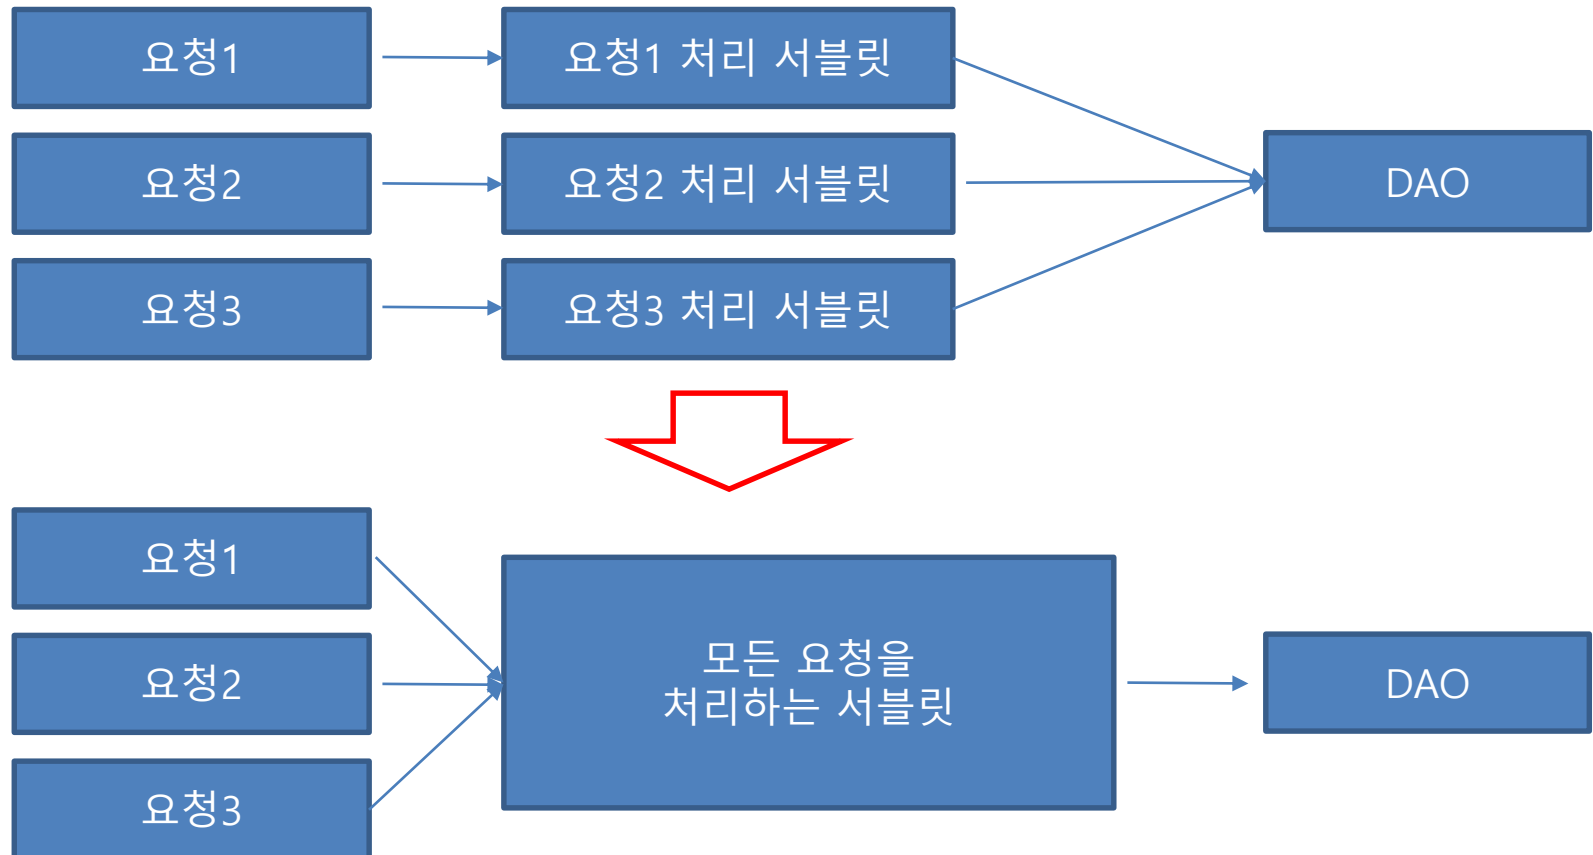 요청1
요청1 처리 서블릿
요청2
요청2 처리 서블릿
DAO
요청3
요청3 처리 서블릿
요청1
요청2
모든 요청을
처리하는 서블릿
DAO
요청3